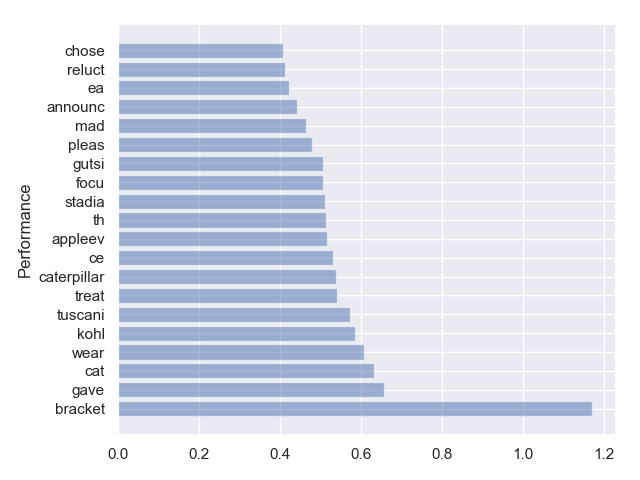 chose
reluct
ea
announc
mad
pleas
gutsi
focu
stadia
th
appleev
ce
caterpillar
treat
tuscani
kohl
wear
cat
gave
bracket
Performance
0.0 0.2 0.4 0.6 0.8 1.0 1.2